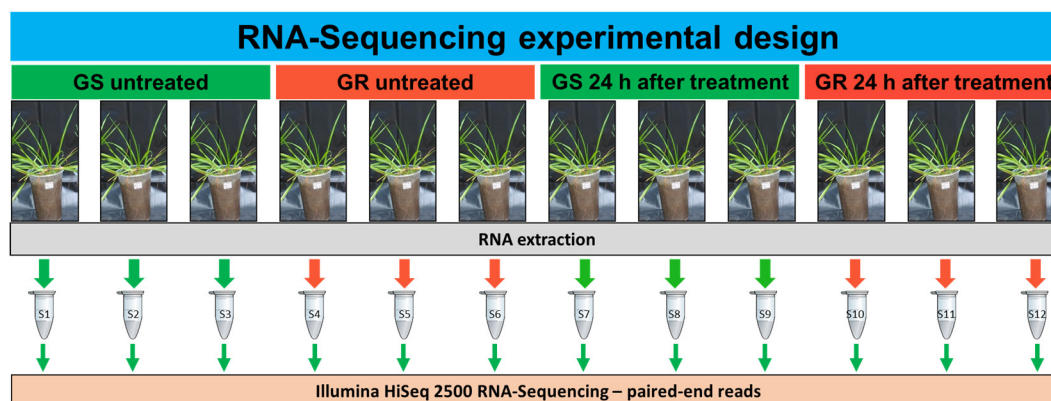 RNA-Sequencing experimental design
GS untreated
GR untreated
GS 24 h after treatment
GR 24 h after treatment
RNA extraction
S1
S2
S3
S4
S5
S6
S7
S8
S9
S10
S11
S12
Illumina HiSeq 2500 RNA-Sequencing – paired-end reads